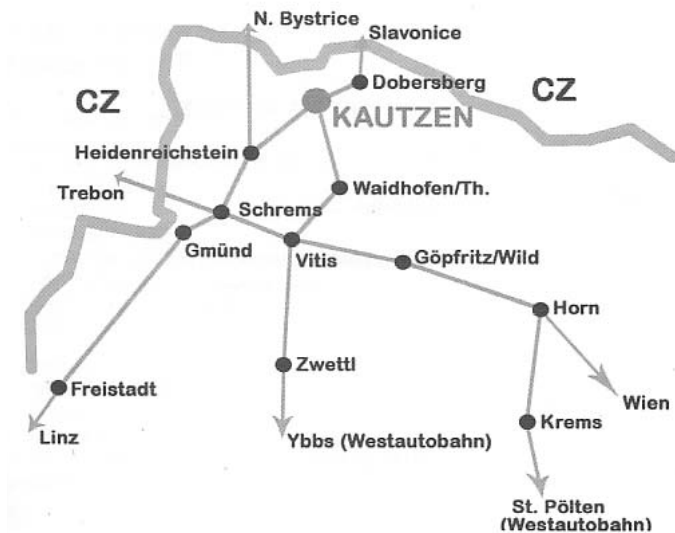 N. Bystrice
Slavonice
CZ
Dobersberg
CZ
KAUTZEN
Heidenreichstein
Trebon
Waidhofen/Th.
Schrems
Gmünd
Vitis
Göpfritz/Wild
Horn
Zwettl
Freistadt
Wien
Krems
Linz
Ybbs (Westautobahn)
St. Pölten
(Westautobahn)